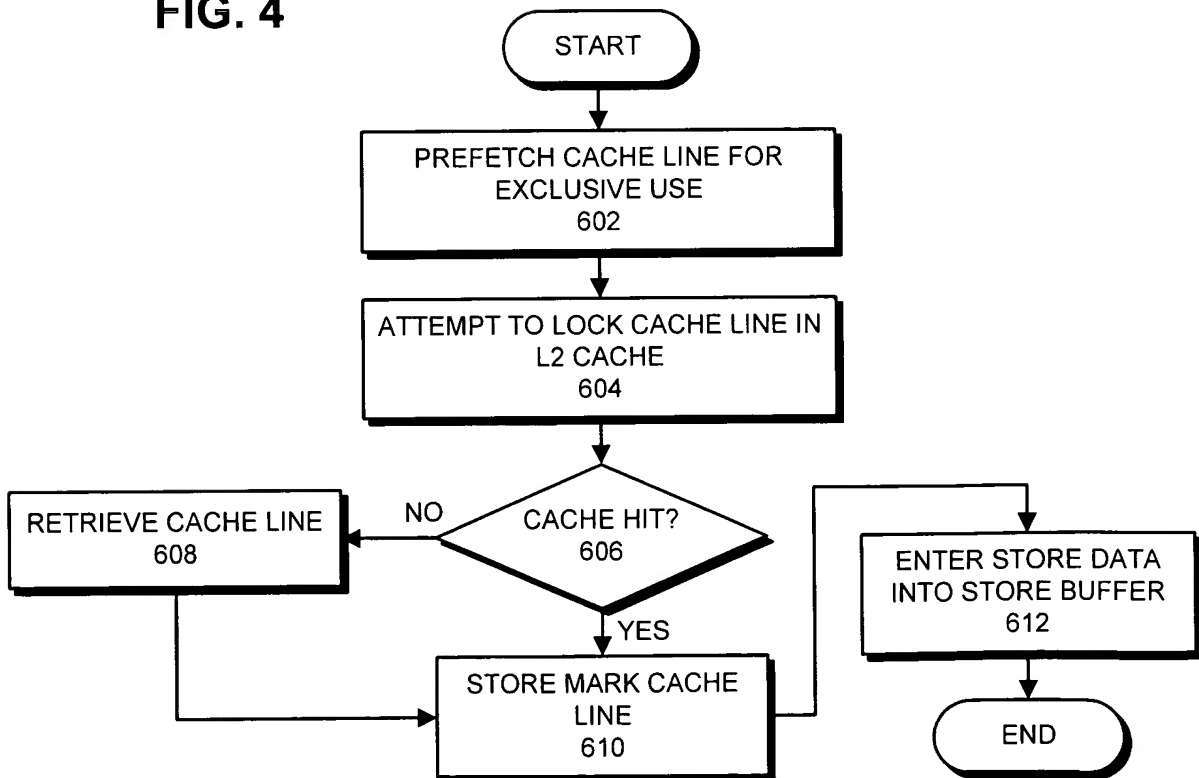 FIG. 4
START
PREFETCH CACHE LINE FOR
EXCLUSIVE USE
602
ATTEMPT TO LOCK CACHE LINE IN
L2 CACHE
604
CACHE HIT?
606
NO
RETRIEVE CACHE LINE
608
YES
STORE MARK CACHE
LINE
610
ENTER STORE DATA
INTO STORE BUFFER
612
END